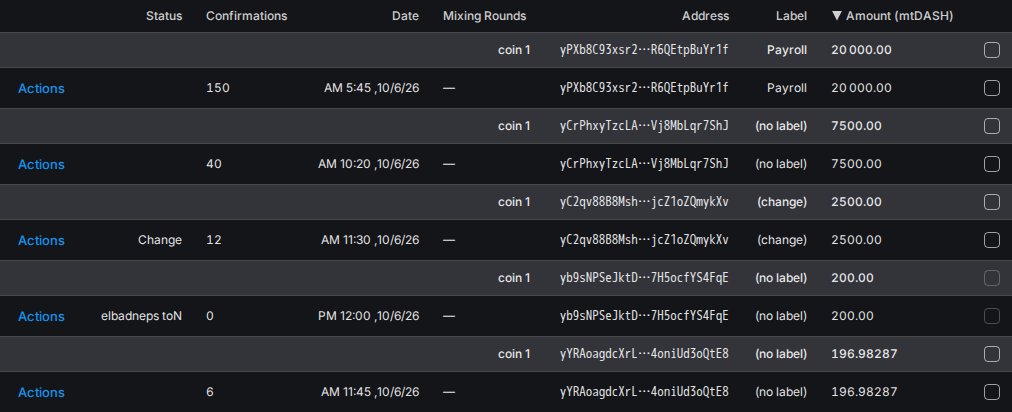 Status Confirmations Date Mixing Rounds Address Label ▼ Amount (mtDASH)
coin 1 yPXb8C93xsr2···R6QEtpBuYr1f Payroll 20 000.00
Actions 150 AM 5:45 ,10/6/26 — yPXb8C93xsr2···R6QEtpBuYr1f Payroll 20 000.00
coin 1 yCrPhxyTzcLA···Vj8MbLqr7ShJ (no label) 7500.00
Actions 40 AM 10:20 ,10/6/26 — yCrPhxyTzcLA···Vj8MbLqr7ShJ (no label) 7500.00
coin 1 yC2qv88B8Msh···jcZ1oZQmykXv (change) 2500.00
Actions Change 12 AM 11:30 ,10/6/26 — yC2qv88B8Msh···jcZ1oZQmykXv (change) 2500.00
coin 1 yb9sNPSeJktD···7H5ocfYS4FqE (no label) 200.00
Actions elbadneps toN 0 PM 12:00 ,10/6/26 — yb9sNPSeJktD···7H5ocfYS4FqE (no label) 200.00
coin 1 yYRAoagdcXrL···4oniUd3oQtE8 (no label) 196.98287
Actions 6 AM 11:45 ,10/6/26 — yYRAoagdcXrL···4oniUd3oQtE8 (no label) 196.98287